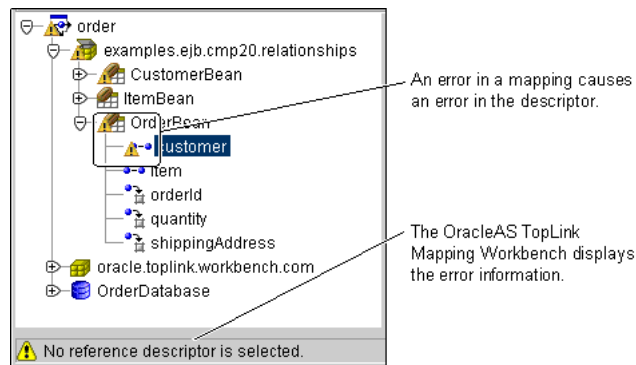 order
examples.ejb.cmp20.relationships
CustomerBean
ItemBean
OrderBean
customer
item
orderId
quantity
shippingAddress
oracle.toplink.workbench.com
OrderDatabase
No reference descriptor is selected.
An error in a mapping causes
an error in the descriptor.
The OracleAS TopLink
Mapping Workbench displays
the error information.